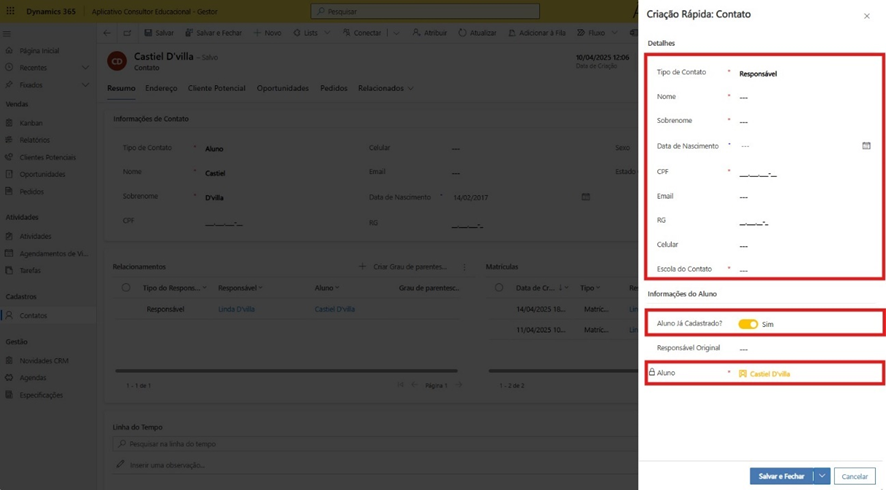 Dynamics 365 Aplicativo Consultor Educacional - Gestor Pesquisar
Salvar Salvar e Fechar Novo Lists Conectar Atribuir Atualizar Adicionar à Fila Fluxo
Página Inicial
Recentes
Fixados
Vendas
Kanban
Relatórios
Clientes Potenciais
Oportunidades
Pedidos
Atividades
Atividades
Agendamentos de Vi...
Tarefas
Cadastros
Contatos
Gestão
Novidades CRM
Agendas
Especificações
CD Castiel D'villa - Salvo
Contato
10/04/2025 12:06
Data de Criação
Resumo Endereço Cliente Potencial Oportunidades Pedidos Relacionados
Informações de Contato
Tipo de Contato * Aluno Celular --- Sexo
Nome * Castiel Email --- Estado
Sobrenome * D'villa Data de Nascimento * 14/02/2017
CPF ___.___.___-__ RG __.___.___-_
Relacionamentos + Criar Grau de parentes... Matrículas
Tipo do Respons... Responsável Aluno Grau de parentesc... Data de Cr... Tipo
Responsável Linda D'villa Castiel D'villa 14/04/2025 10... Matríc...
11/04/2025 10... Matríc...
1 - 1 de 1 Página 1 1 - 2 de 2
Linha do Tempo
Pesquisar na linha do tempo
Insere uma observação...
Criação Rápida: Contato
Detalhes
Tipo de Contato * Responsável
Nome * ---
Sobrenome * ---
Data de Nascimento * ---
CPF * ___.___.___-__
Email ---
RG __.___.___-_
Celular ---
Escola do Contato * ---
Informações do Aluno
Aluno Já Cadastrado? Sim
Responsável Original ---
Aluno * Castiel D'villa
Salvar e Fechar Cancelar